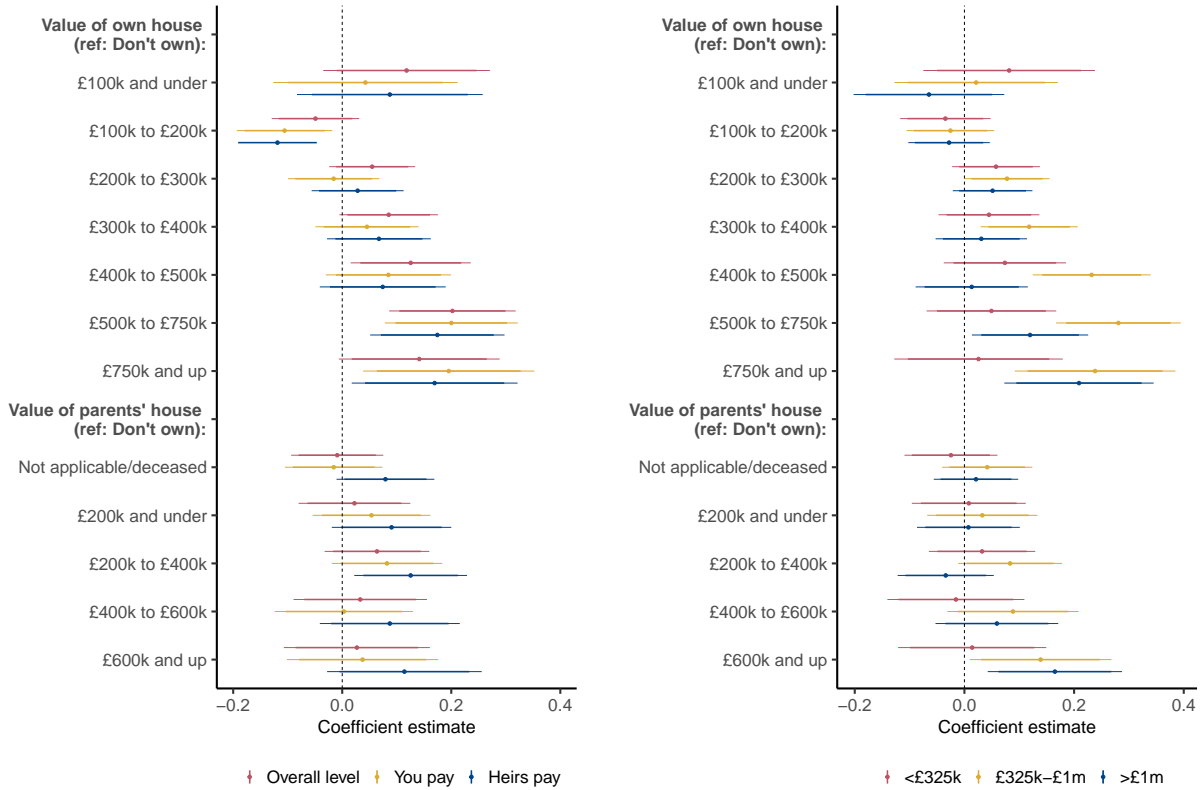 Value of own house
(ref: Don't own):
£100k and under
£100k to £200k
£200k to £300k
£300k to £400k
£400k to £500k
£500k to £750k
£750k and up
Value of parents' house
(ref: Don't own):
Not applicable/deceased
£200k and under
£200k to £400k
£400k to £600k
£600k and up
−0.2 0.0 0.2 0.4
Coefficient estimate
Overall level You pay Heirs pay
Value of own house
(ref: Don't own):
£100k and under
£100k to £200k
£200k to £300k
£300k to £400k
£400k to £500k
£500k to £750k
£750k and up
Value of parents' house
(ref: Don't own):
Not applicable/deceased
£200k and under
£200k to £400k
£400k to £600k
£600k and up
−0.2 0.0 0.2 0.4
Coefficient estimate
<£325k £325k−£1m >£1m